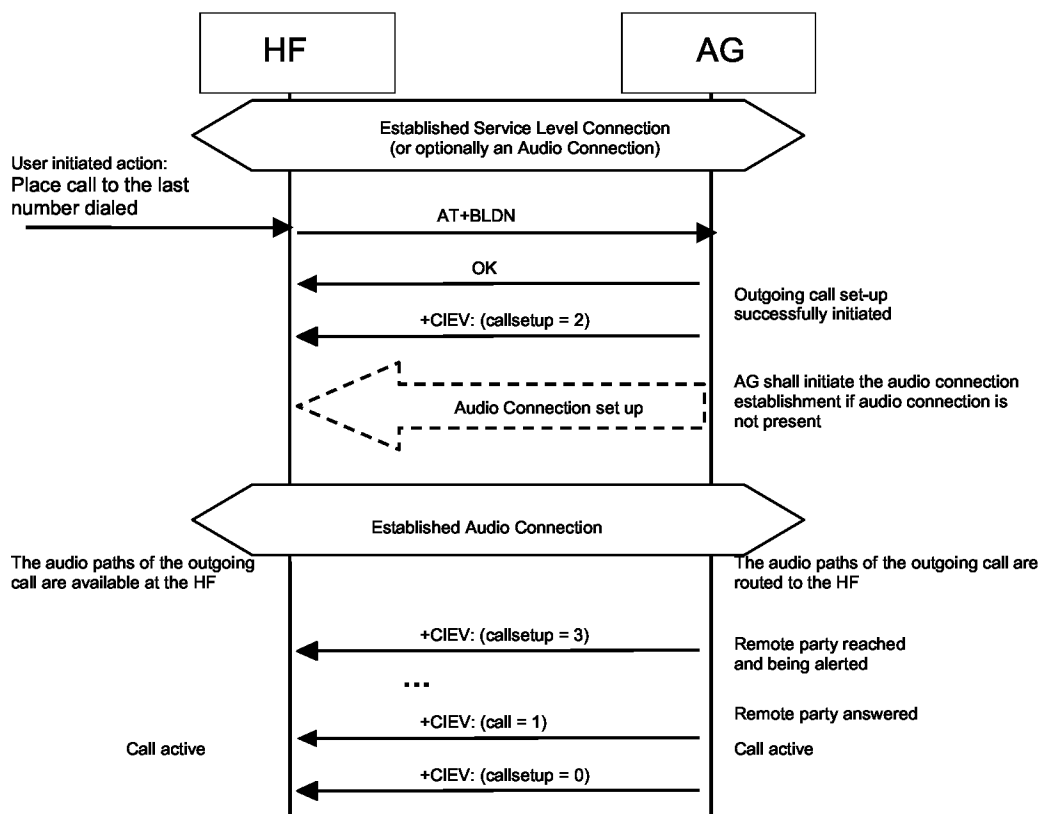 HF
AG
Established Service Level Connection
(or optionally an Audio Connection)
User initiated action:
Place call to the last
number dialed
AT+BLDN
OK
Outgoing call set-up
successfully initiated
+CIEV: (callsetup = 2)
AG shall initiate the audio connection
establishment if audio connection is
not present
Audio Connection set up
Established Audio Connection
The audio paths of the outgoing
call are available at the HF
The audio paths of the outgoing call are
routed to the HF
+CIEV: (callsetup = 3)
Remote party reached
and being alerted
...
+CIEV: (call = 1)
Remote party answered
Call active
Call active
+CIEV: (callsetup = 0)